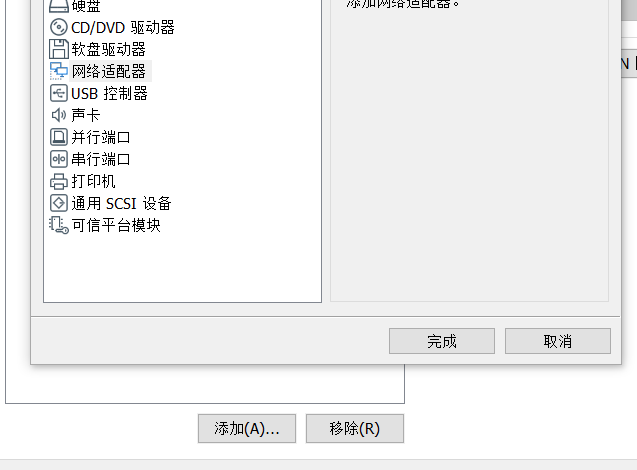 硬盘
添加网络适配器。
CD/DVD 驱动器
软盘驱动器
网络适配器
USB 控制器
声卡
并行端口
串行端口
打印机
通用 SCSI 设备
可信平台模块
完成
取消
添加(A)...
移除(R)